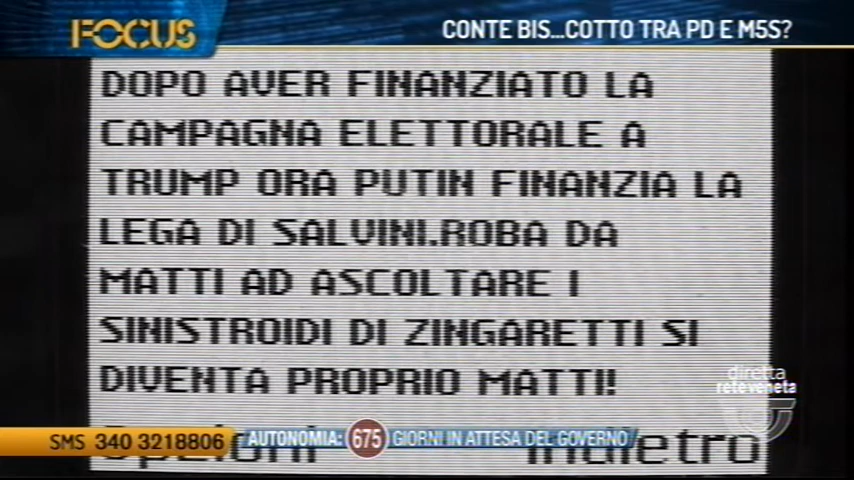 FOCUS
CONTE BIS...COTTO TRA PD E M5S?
DOPO AVER FINANZIATO LA
CAMPAGNA ELETTORALE A
TRUMP ORA PUTIN FINANZIA LA
LEGA DI SALVINI.ROBA DA
MATTI AD ASCOLTARE I
SINISTROIDI DI ZINGARETTI SI
DIVENTA PROPRIO MATTI!
diretta
reteveneta
Opzioni Indietro
SMS 340 3218806 AUTONOMIA: 675 GIORNI IN ATTESA DEL GOVERNO